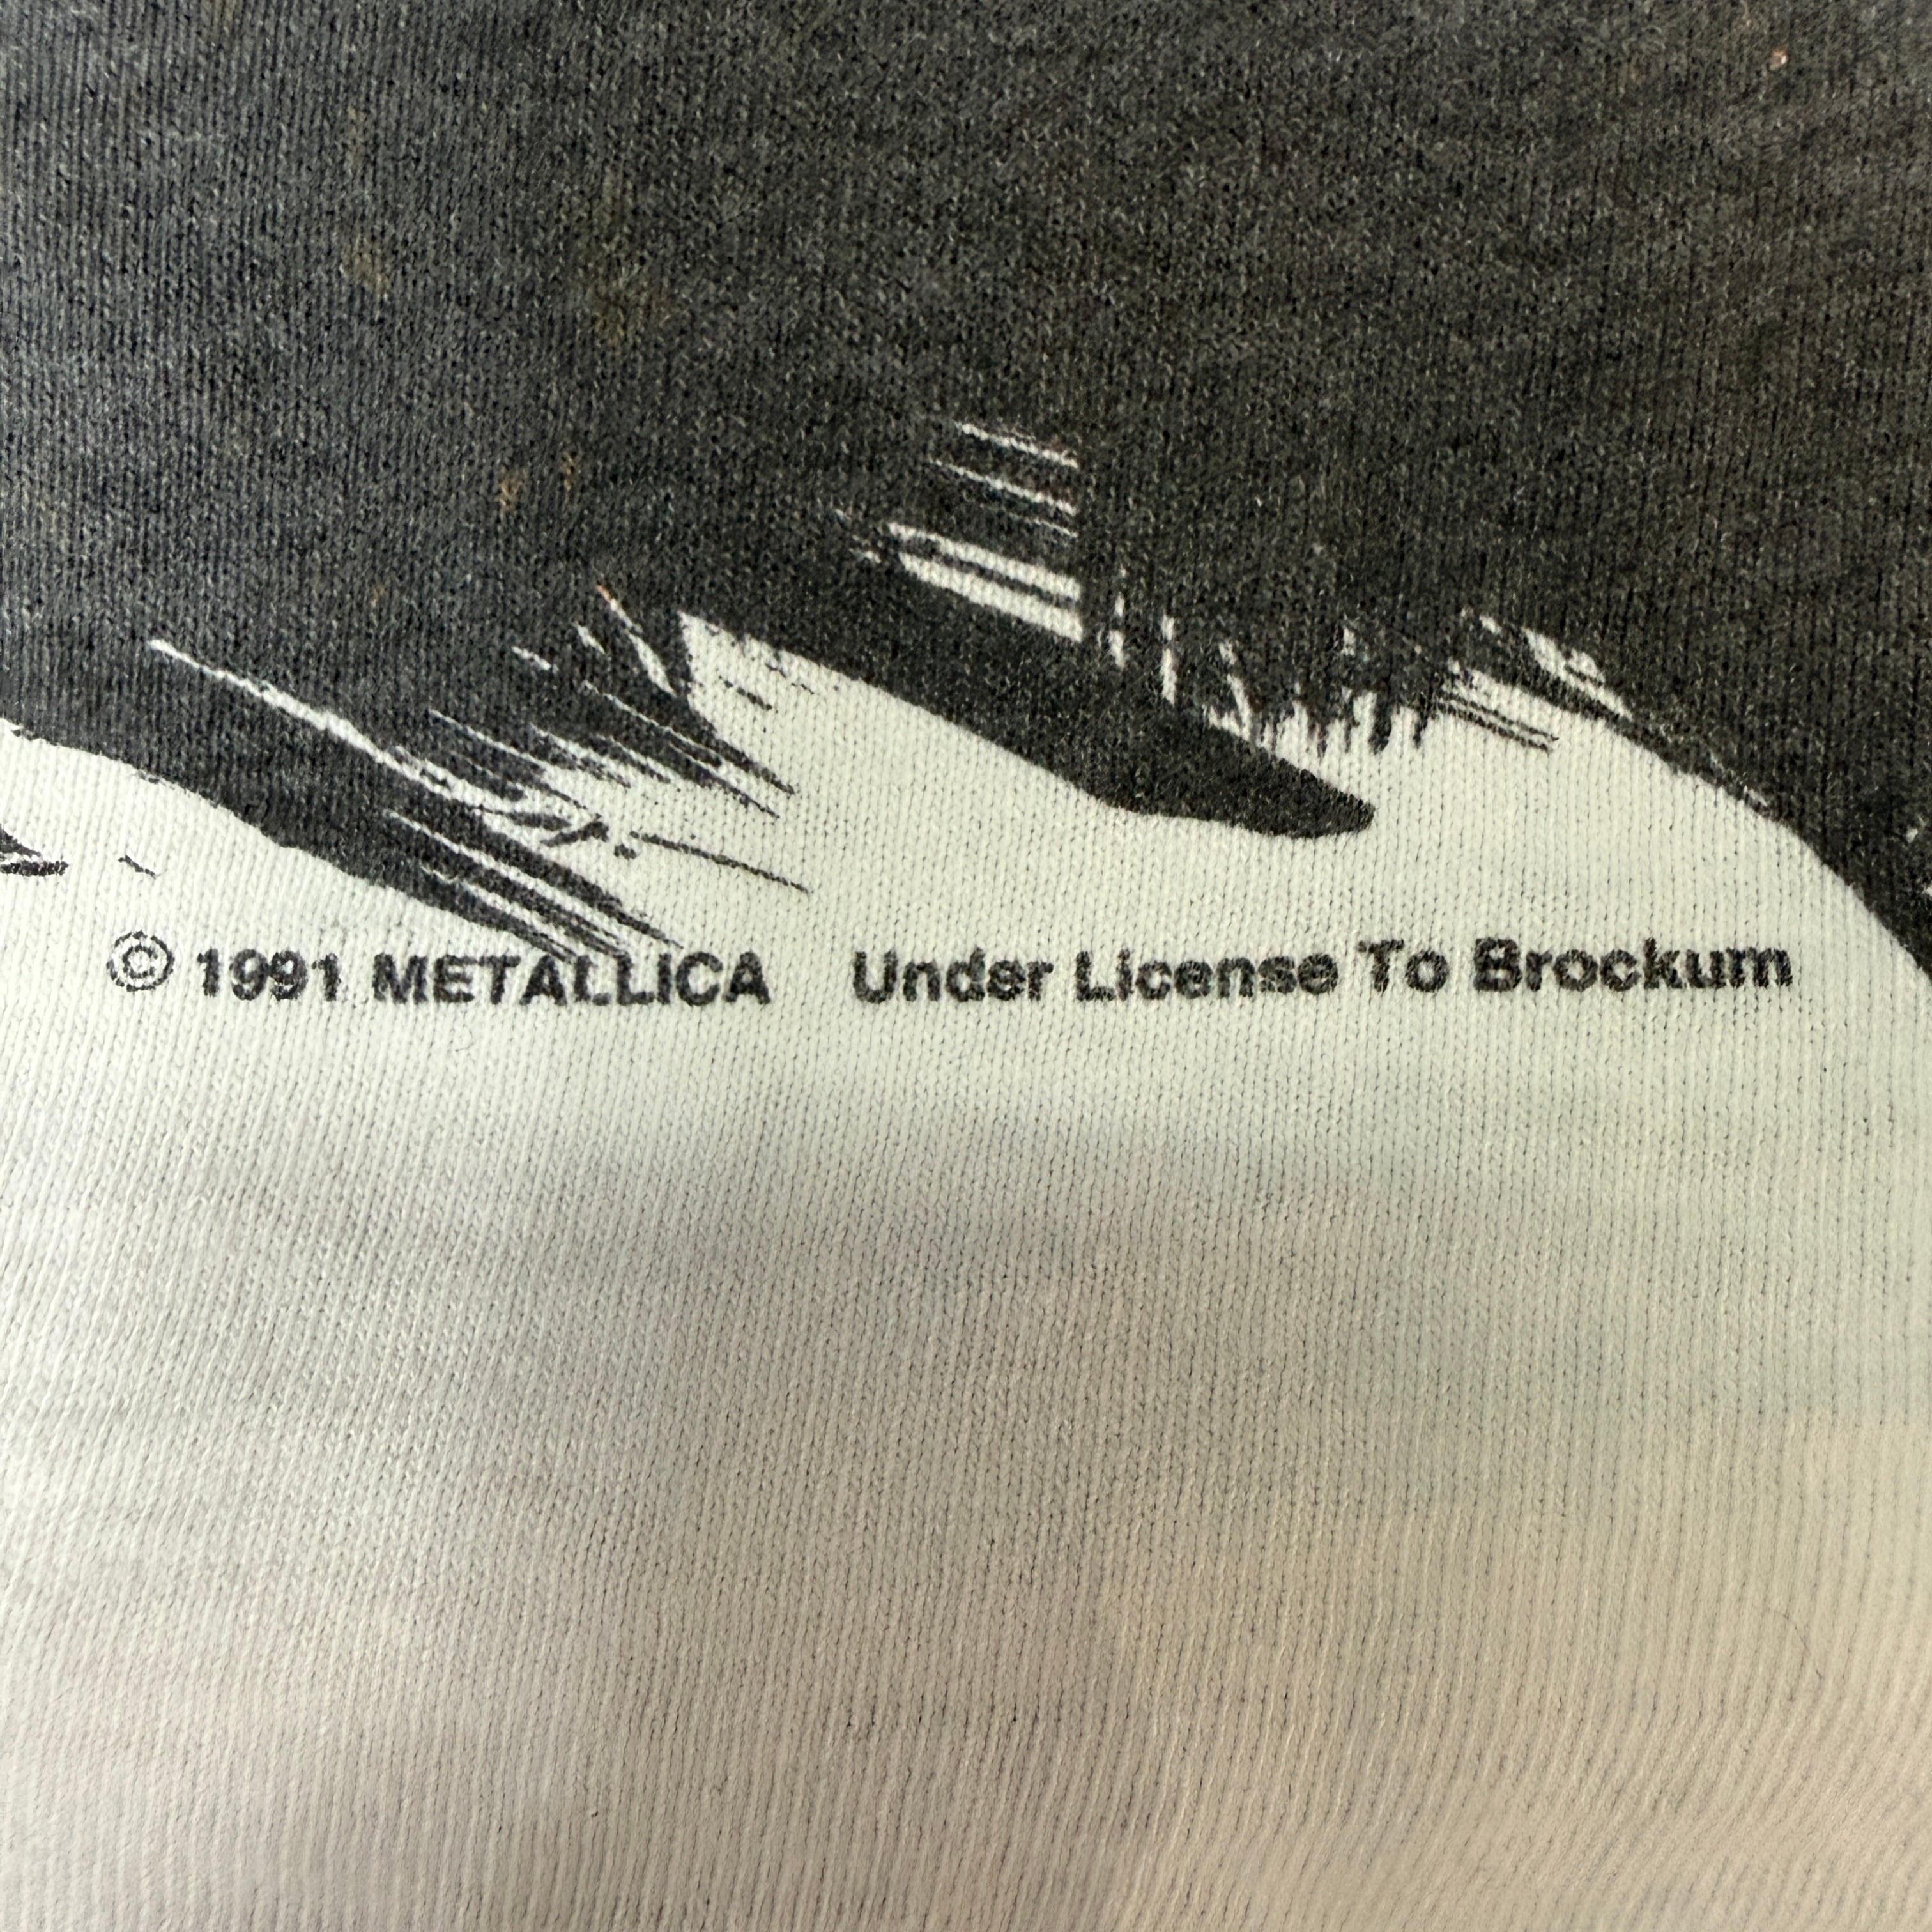 © 1991 METALLICA Under License To Brockum